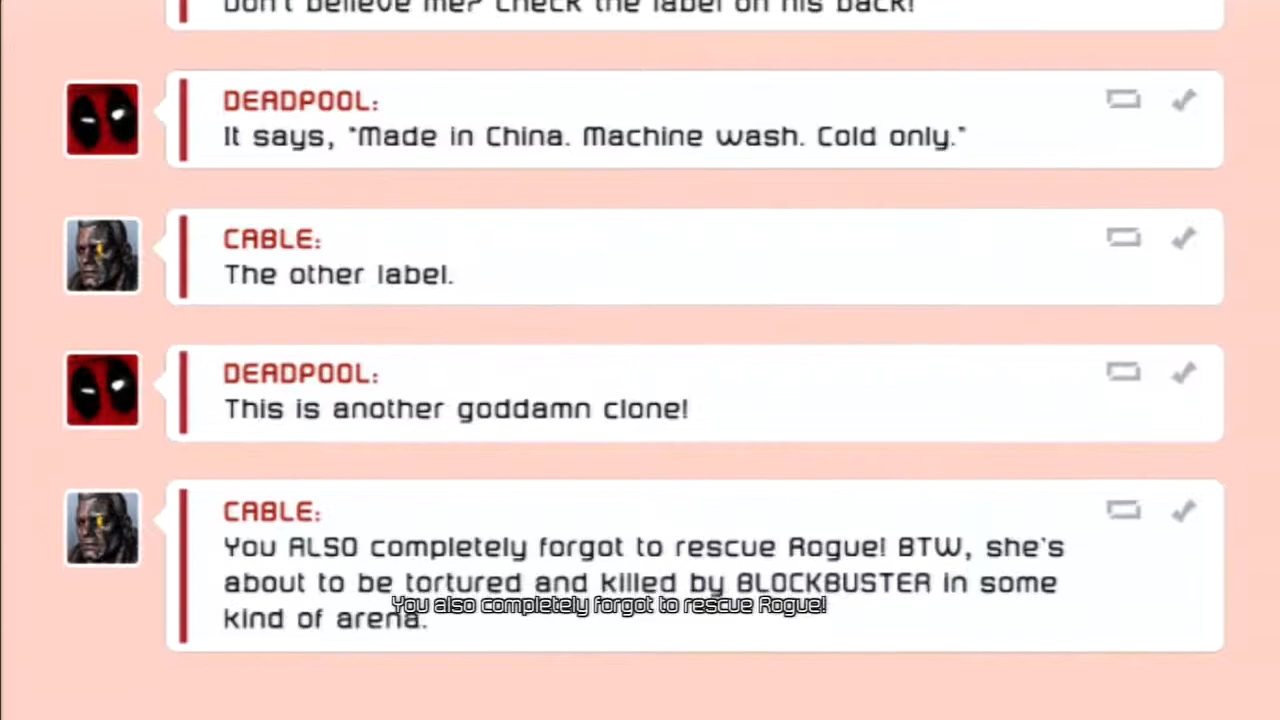 Don't believe me? Check the label on his back!
DEADPOOL:
It says, "Made in China. Machine wash. Cold only."
CABLE:
The other label.
DEADPOOL:
This is another goddamn clone!
CABLE:
You ALSO completely forgot to rescue Rogue! BTW, she's
about to be tortured and killed by BLOCKBUSTER in some
You also completely forgot to rescue Rogue!
kind of arena.